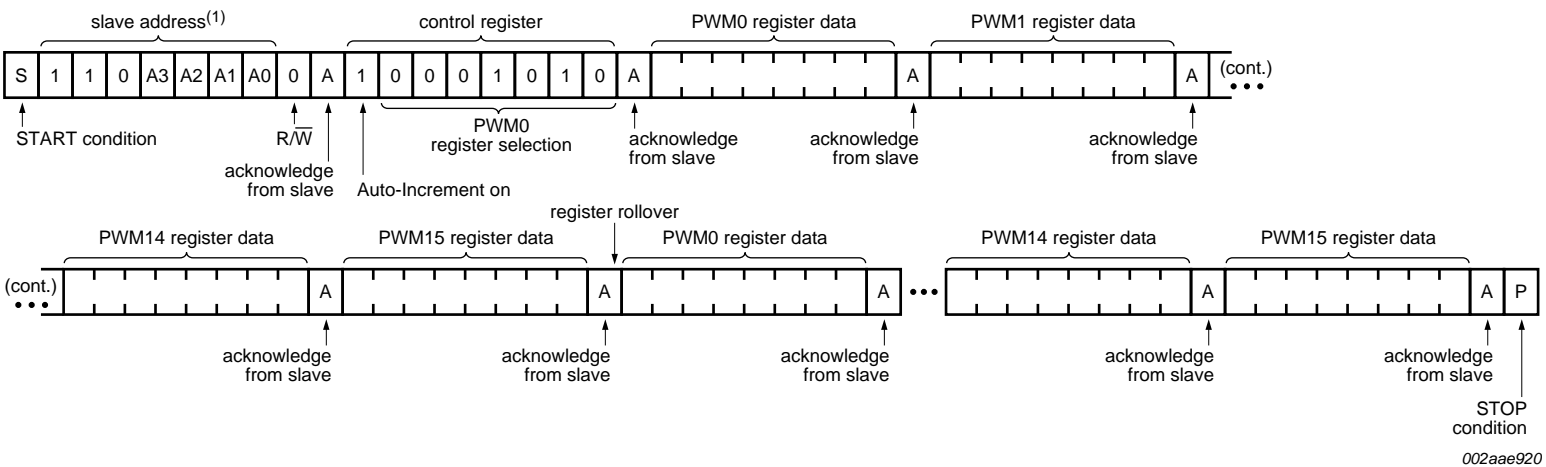 slave address(1) control register PWM0 register data PWM1 register data
S 1 1 0 A3 A2 A1 A0 0 A 1 0 0 0 1 0 1 0 A A A (cont.)
START condition
R/W̅
acknowledge
from slave
Auto-Increment on
PWM0
register selection
acknowledge
from slave
acknowledge
from slave
acknowledge
from slave
register rollover
PWM14 register data PWM15 register data PWM0 register data PWM14 register data PWM15 register data
(cont.) A A A A A P
acknowledge
from slave
acknowledge
from slave
acknowledge
from slave
acknowledge
from slave
acknowledge
from slave
STOP
condition
002aae920